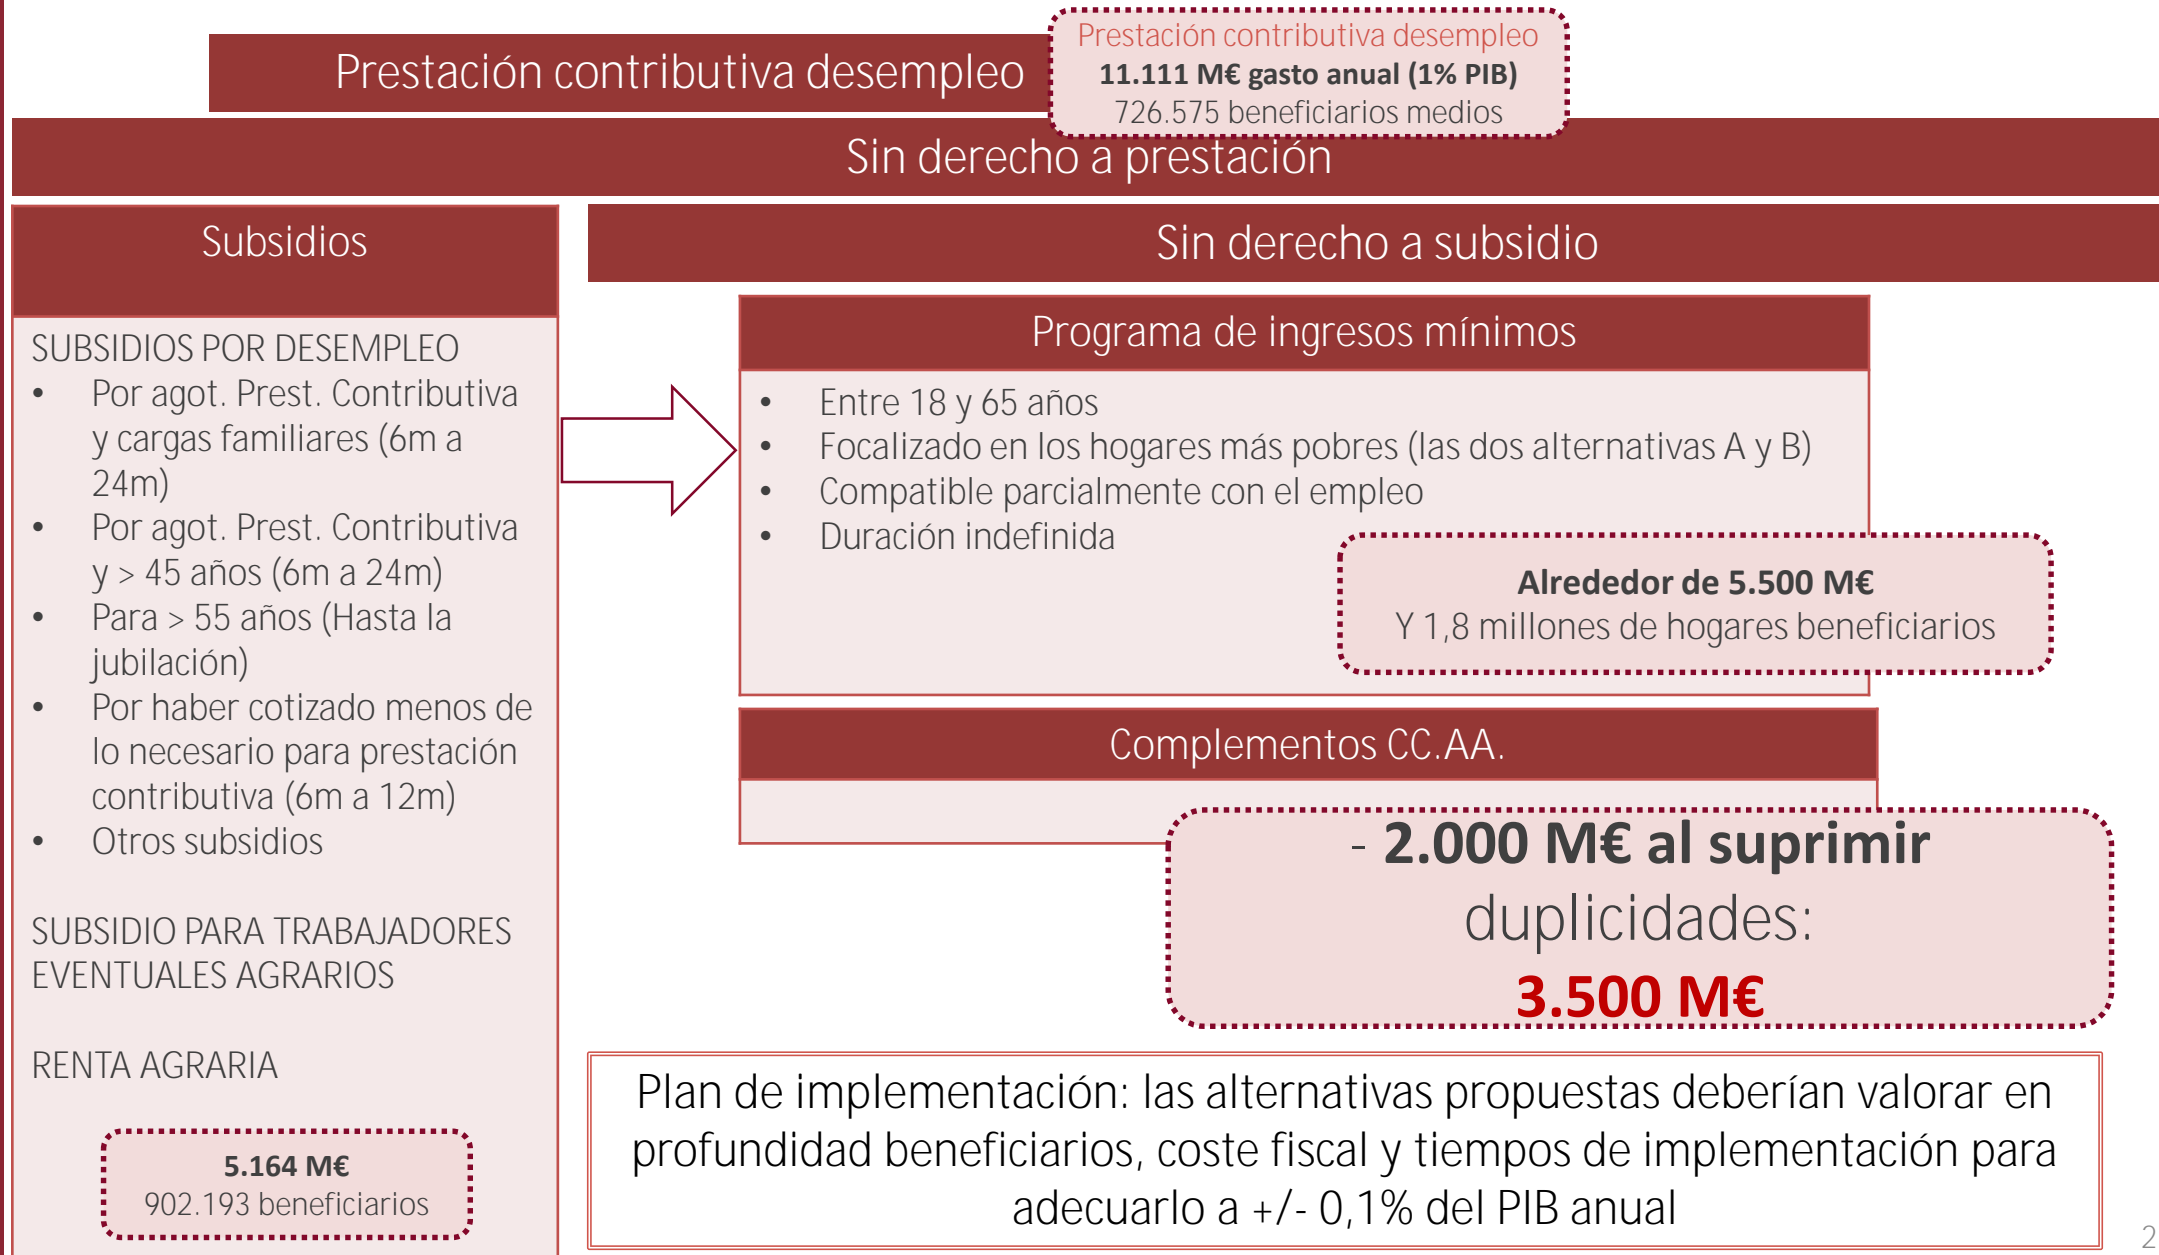 Prestación contributiva desempleo
Prestación contributiva desempleo
11.111 M€ gasto anual (1% PIB)
726.575 beneficiarios medios
Sin derecho a prestación
Subsidios
SUBSIDIOS POR DESEMPLEO
• Por agot. Prest. Contributiva
y cargas familiares (6m a
24m)
• Por agot. Prest. Contributiva
y > 45 años (6m a 24m)
• Para > 55 años (Hasta la
jubilación)
• Por haber cotizado menos de
lo necesario para prestación
contributiva (6m a 12m)
• Otros subsidios
SUBSIDIO PARA TRABAJADORES
EVENTUALES AGRARIOS
RENTA AGRARIA
5.164 M€
902.193 beneficiarios
Sin derecho a subsidio
Programa de ingresos mínimos
• Entre 18 y 65 años
• Focalizado en los hogares más pobres (las dos alternativas A y B)
• Compatible parcialmente con el empleo
• Duración indefinida
Alrededor de 5.500 M€
Y 1,8 millones de hogares beneficiarios
Complementos CC.AA.
- 2.000 M€ al suprimir
duplicidades:
3.500 M€
Plan de implementación: las alternativas propuestas deberían valorar en
profundidad beneficiarios, coste fiscal y tiempos de implementación para
adecuarlo a +/- 0,1% del PIB anual
2